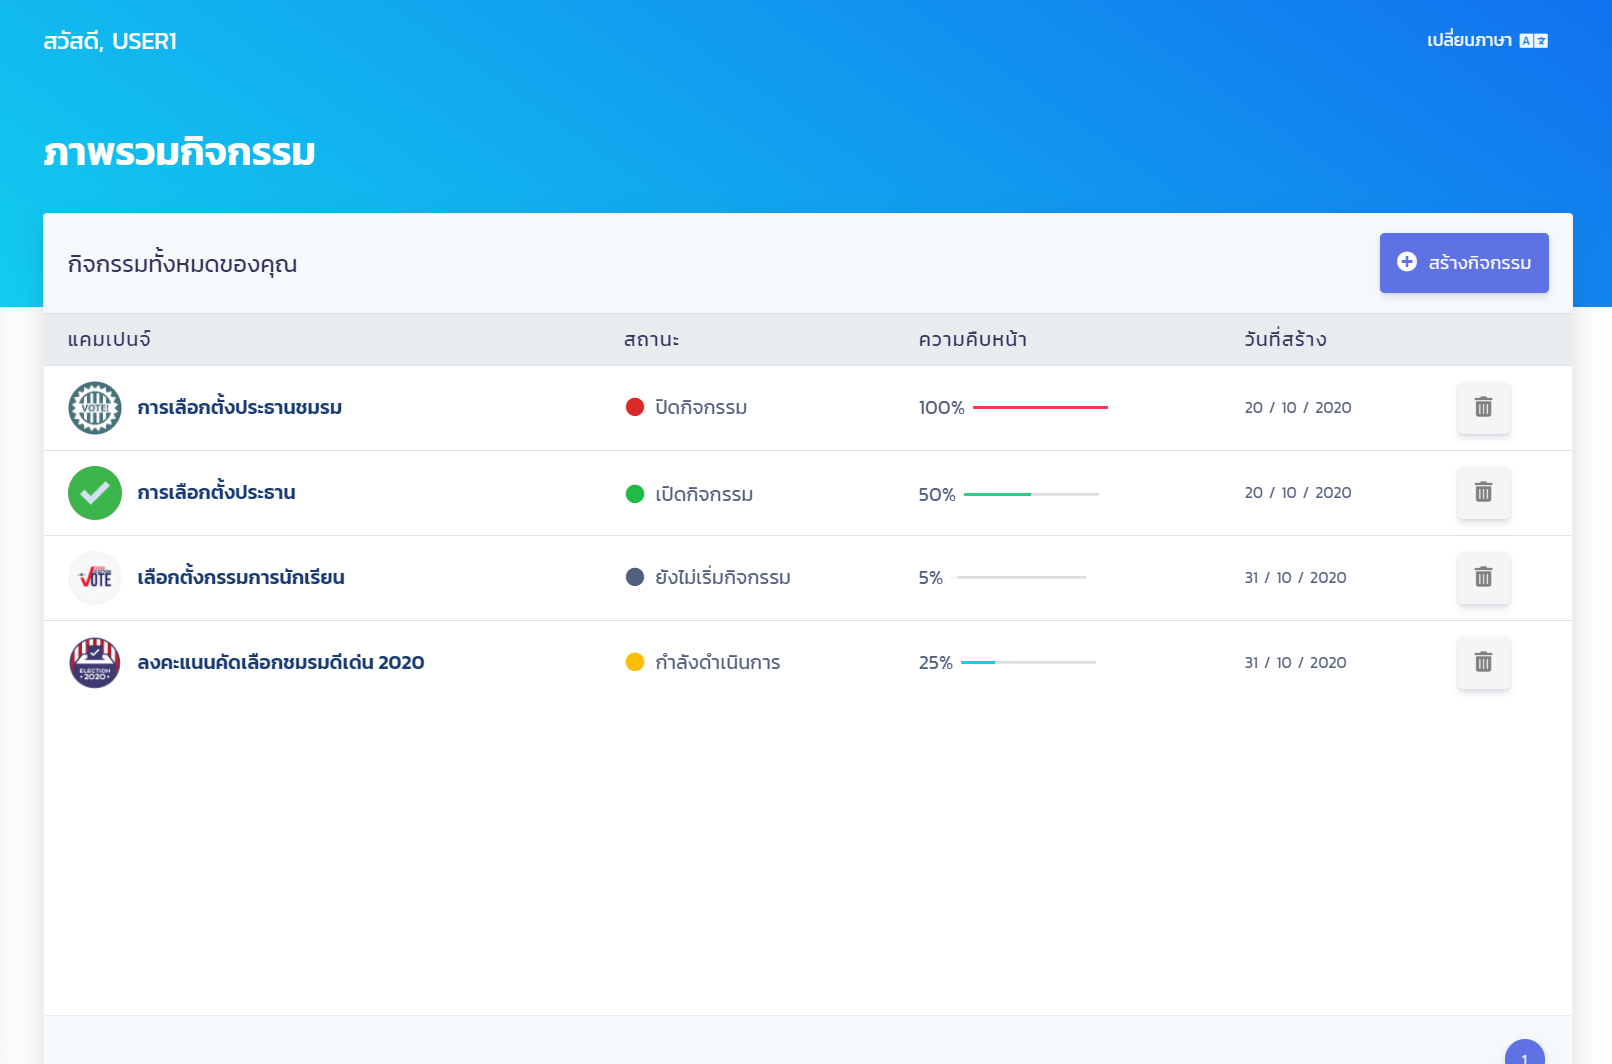 สวัสดี, USER1
เปลี่ยนภาษา
ภาพรวมกิจกรรม
กิจกรรมทั้งหมดของคุณ
สร้างกิจกรรม
แคมเปนจ์ สถานะ ความคืบหน้า วันที่สร้าง
VOTE! การเลือกตั้งประธานชมรม ปิดกิจกรรม 100% 20 / 10 / 2020
การเลือกตั้งประธาน เปิดกิจกรรม 50% 20 / 10 / 2020
VOTE เลือกตั้งกรรมการนักเรียน ยังไม่เริ่มกิจกรรม 5% 31 / 10 / 2020
ELECTION 2020 ลงคะแนนคัดเลือกชมรมดีเด่น 2020 กำลังดำเนินการ 25% 31 / 10 / 2020
1